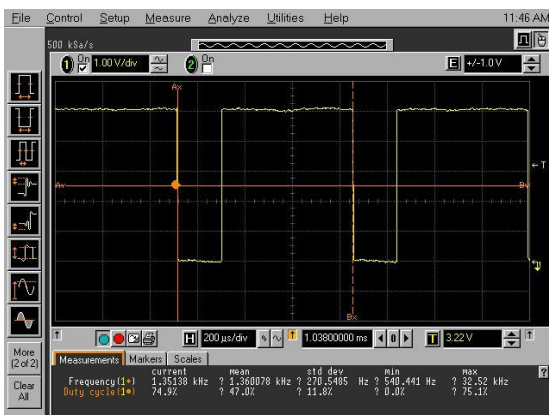 File Control Setup Measure Analyze Utilities Help 11:46 AM
500 kSa/s
1 On 1.00 V/div 2 On E +/-1.0 V
Ax
T
Av Bv
Bx
H 200 µs/div 1.03800000 ms 0 T 3.22 V
More (2 of 2)
Clear All
Measurements Markers Scales
current mean std dev min max
Frequency(1) 1.35138 kHz ? 1.360078 kHz ? 270.5485 Hz ? 540.441 Hz ? 32.52 kHz
Duty cycle(1) 74.9% ? 47.0% ? 11.8% ? 0.0% ? 75.1%